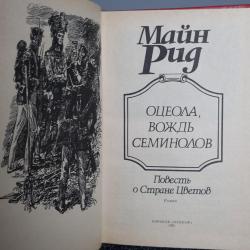 МАЙН
РИД
ОЦЕОЛА,
ВОЖДЬ
СЕМИНОЛОВ
Повесть
о Стране Цветов